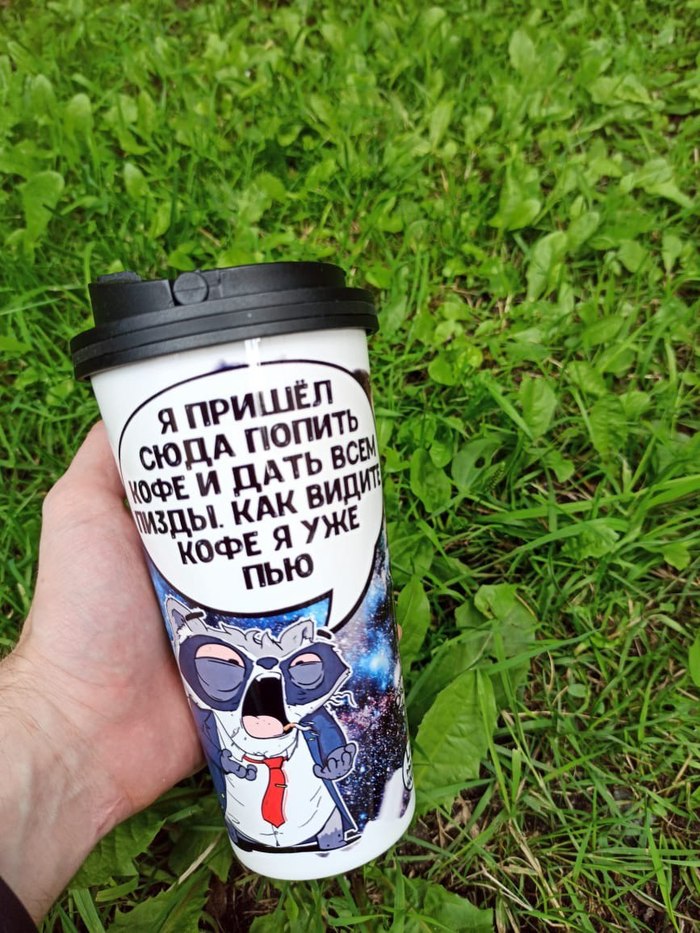 Я ПРИШЁЛ
СЮДА ПОПИТЬ
КОФЕ И ДАТЬ ВСЕМ
ПИЗДЫ. КАК ВИДИТЕ
КОФЕ Я УЖЕ
ПЬЮ